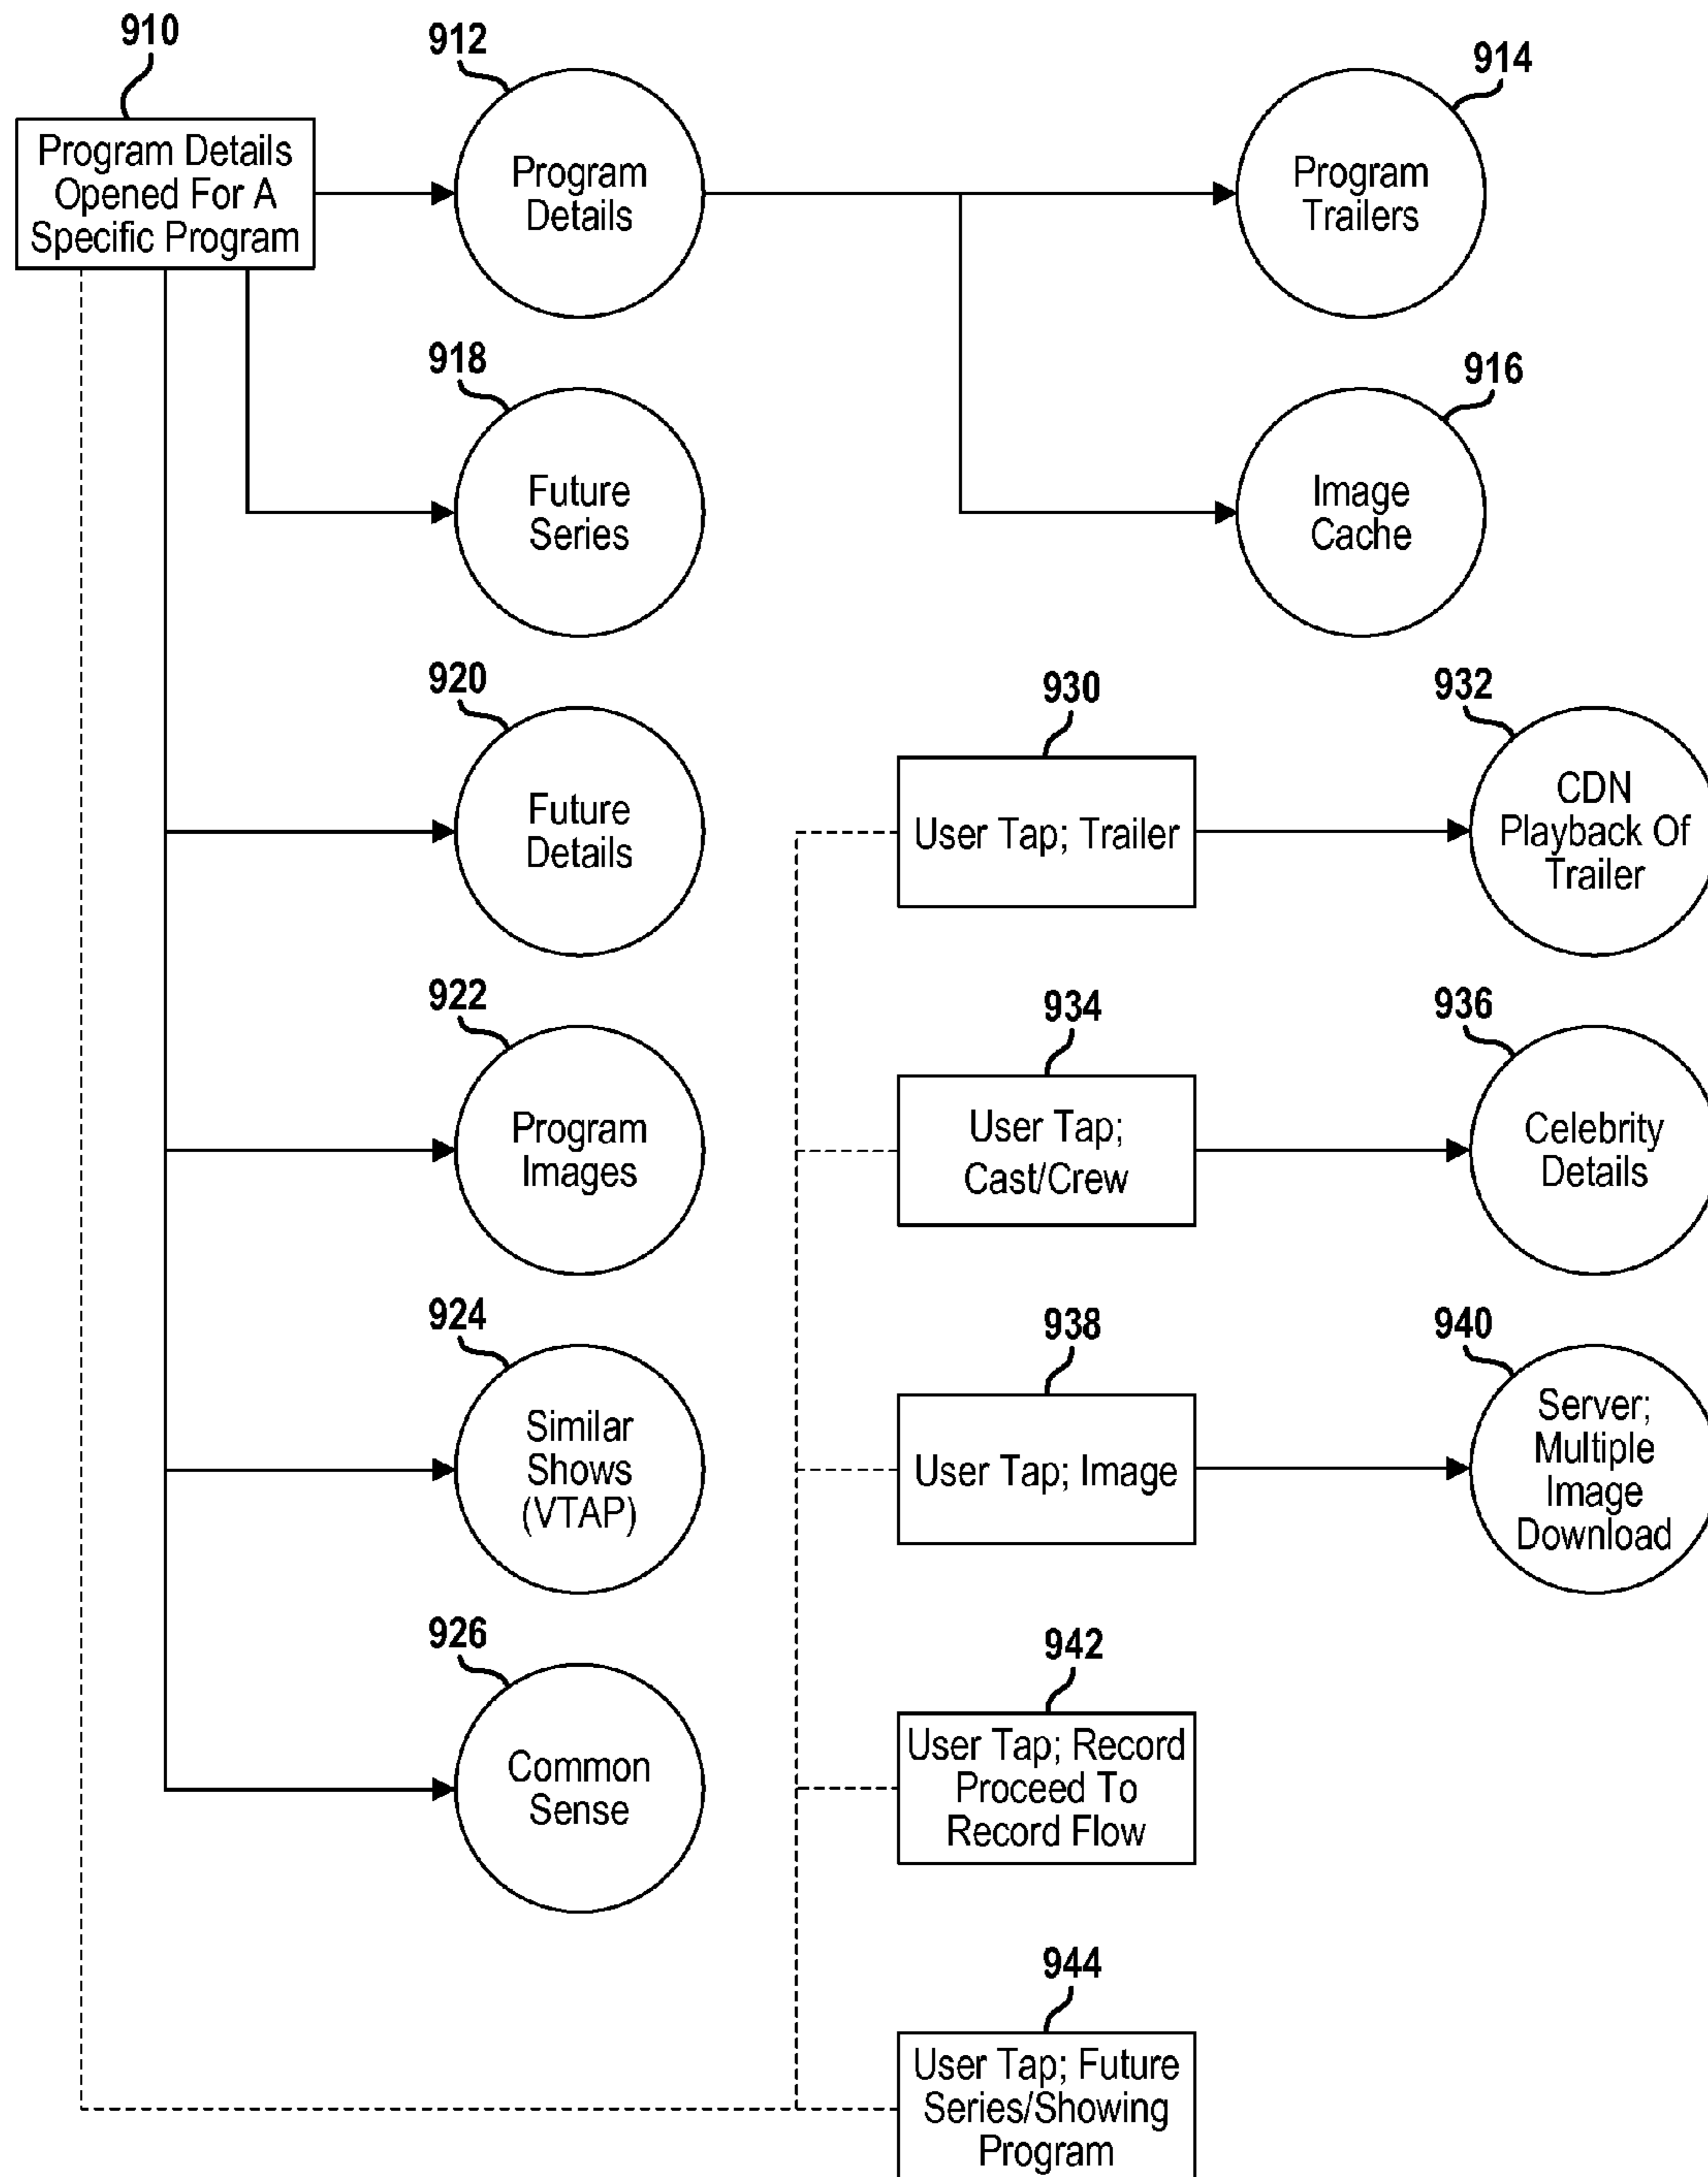 910
Program Details
Opened For A
Specific Program
912
Program
Details
914
Program
Trailers
918
Future
Series
916
Image
Cache
920
Future
Details
930
User Tap; Trailer
932
CDN
Playback Of
Trailer
922
Program
Images
934
User Tap;
Cast/Crew
936
Celebrity
Details
924
Similar
Shows
(VTAP)
938
User Tap; Image
940
Server;
Multiple
Image
Download
926
Common
Sense
942
User Tap; Record
Proceed To
Record Flow
944
User Tap; Future
Series/Showing
Program